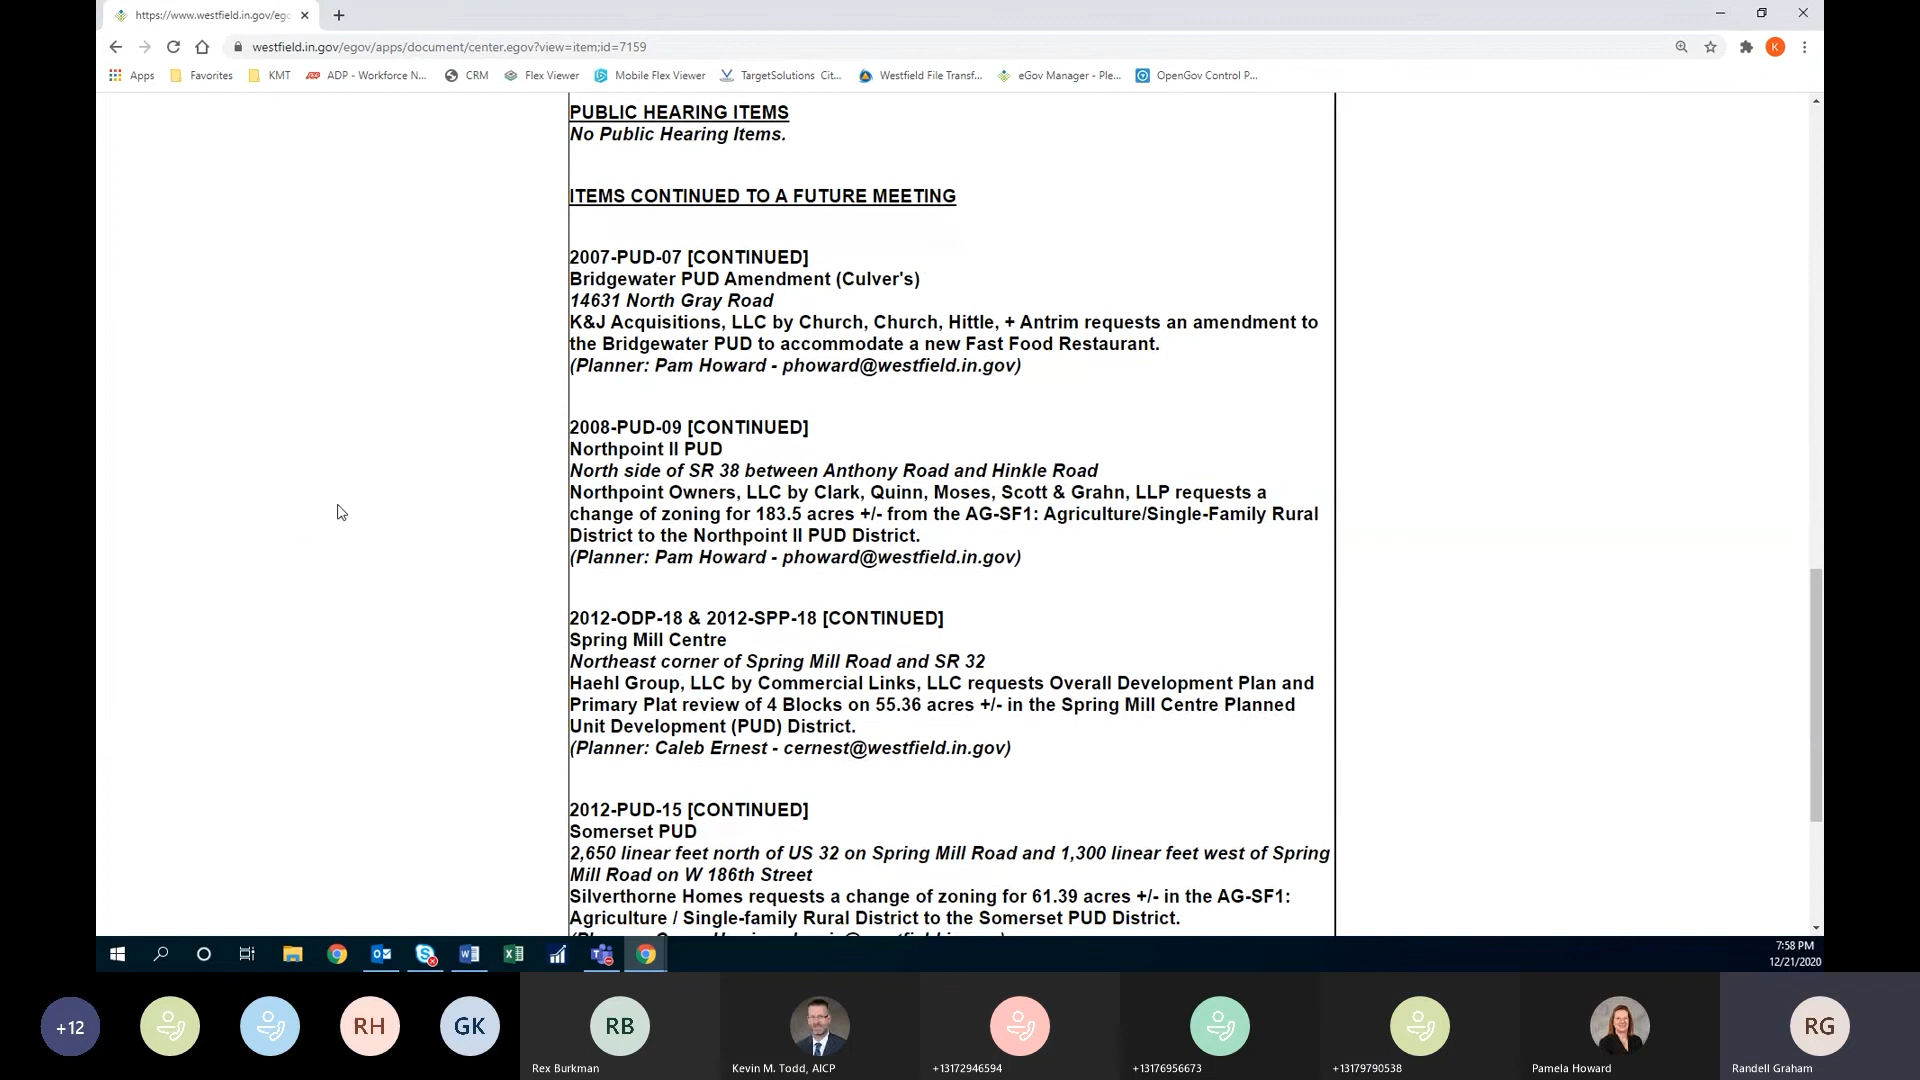 https://www.westfield.in.gov/egc
westfield.in.gov/egov/apps/document/center.egov?view=item;id=7159
K
Apps Favorites KMT ADP - Workforce N... CRM Flex Viewer Mobile Flex Viewer TargetSolutions Cit... Westfield File Transf... eGov Manager - Ple... OpenGov Control P...
PUBLIC HEARING ITEMS
No Public Hearing Items.
ITEMS CONTINUED TO A FUTURE MEETING
2007-PUD-07 [CONTINUED]
Bridgewater PUD Amendment (Culver's)
14631 North Gray Road
K&J Acquisitions, LLC by Church, Church, Hittle, + Antrim requests an amendment to
the Bridgewater PUD to accommodate a new Fast Food Restaurant.
(Planner: Pam Howard - phoward@westfield.in.gov)
2008-PUD-09 [CONTINUED]
Northpoint II PUD
North side of SR 38 between Anthony Road and Hinkle Road
Northpoint Owners, LLC by Clark, Quinn, Moses, Scott & Grahn, LLP requests a
change of zoning for 183.5 acres +/- from the AG-SF1: Agriculture/Single-Family Rural
District to the Northpoint II PUD District.
(Planner: Pam Howard - phoward@westfield.in.gov)
2012-ODP-18 & 2012-SPP-18 [CONTINUED]
Spring Mill Centre
Northeast corner of Spring Mill Road and SR 32
Haehl Group, LLC by Commercial Links, LLC requests Overall Development Plan and
Primary Plat review of 4 Blocks on 55.36 acres +/- in the Spring Mill Centre Planned
Unit Development (PUD) District.
(Planner: Caleb Ernest - cernest@westfield.in.gov)
2012-PUD-15 [CONTINUED]
Somerset PUD
2,650 linear feet north of US 32 on Spring Mill Road and 1,300 linear feet west of Spring
Mill Road on W 186th Street
Silverthorne Homes requests a change of zoning for 61.39 acres +/- in the AG-SF1:
Agriculture / Single-family Rural District to the Somerset PUD District.
7:58 PM
12/21/2020
+12 RH GK RB RG
Rex Burkman Kevin M. Todd, AICP +13172946594 +13176956673 +13179790538 Pamela Howard Randell Graham